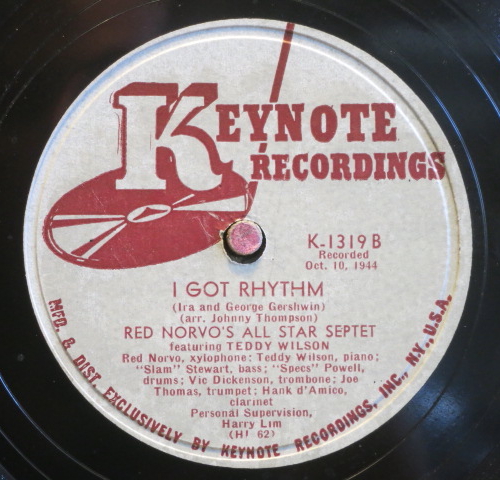 KEYNOTE
RECORDINGS
K-1319 B
Recorded
Oct. 10, 1944
I GOT RHYTHM
(Ira and George Gershwin)
(arr. Johnny Thompson)
RED NORVO'S ALL STAR SEPTET
featuring TEDDY WILSON
Red Norvo, xylophone: Teddy Wilson, piano;
"Slam" Stewart, bass; "Specs" Powell,
drums; Vic Dickenson, trombone; Joe
Thomas, trumpet; Hank d'Amico,
clarinet
Personal Supervision,
Harry Lim
(HL 62)
MFG. & DIST. EXCLUSIVELY BY KEYNOTE RECORDINGS, INC., N.Y., U.S.A.